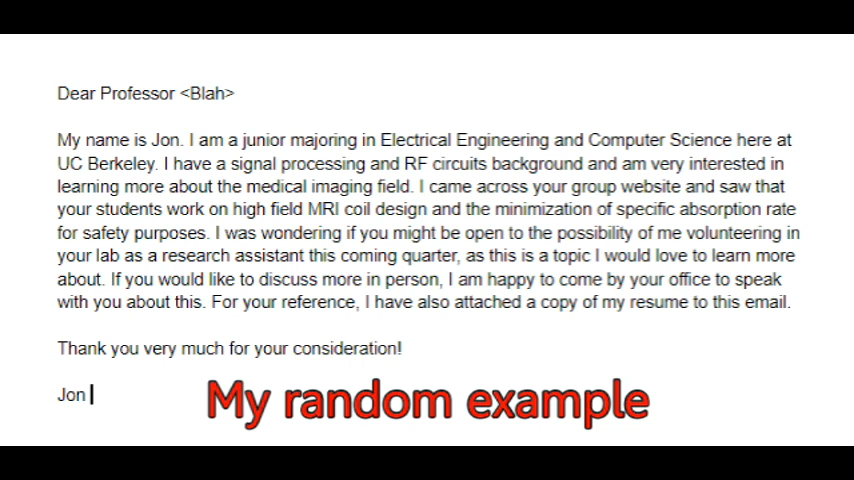 Dear Professor <Blah>
My name is Jon. I am a junior majoring in Electrical Engineering and Computer Science here at
UC Berkeley. I have a signal processing and RF circuits background and am very interested in
learning more about the medical imaging field. I came across your group website and saw that
your students work on high field MRI coil design and the minimization of specific absorption rate
for safety purposes. I was wondering if you might be open to the possibility of me volunteering in
your lab as a research assistant this coming quarter, as this is a topic I would love to learn more
about. If you would like to discuss more in person, I am happy to come by your office to speak
with you about this. For your reference, I have also attached a copy of my resume to this email.
Thank you very much for your consideration!
Jon
My random example